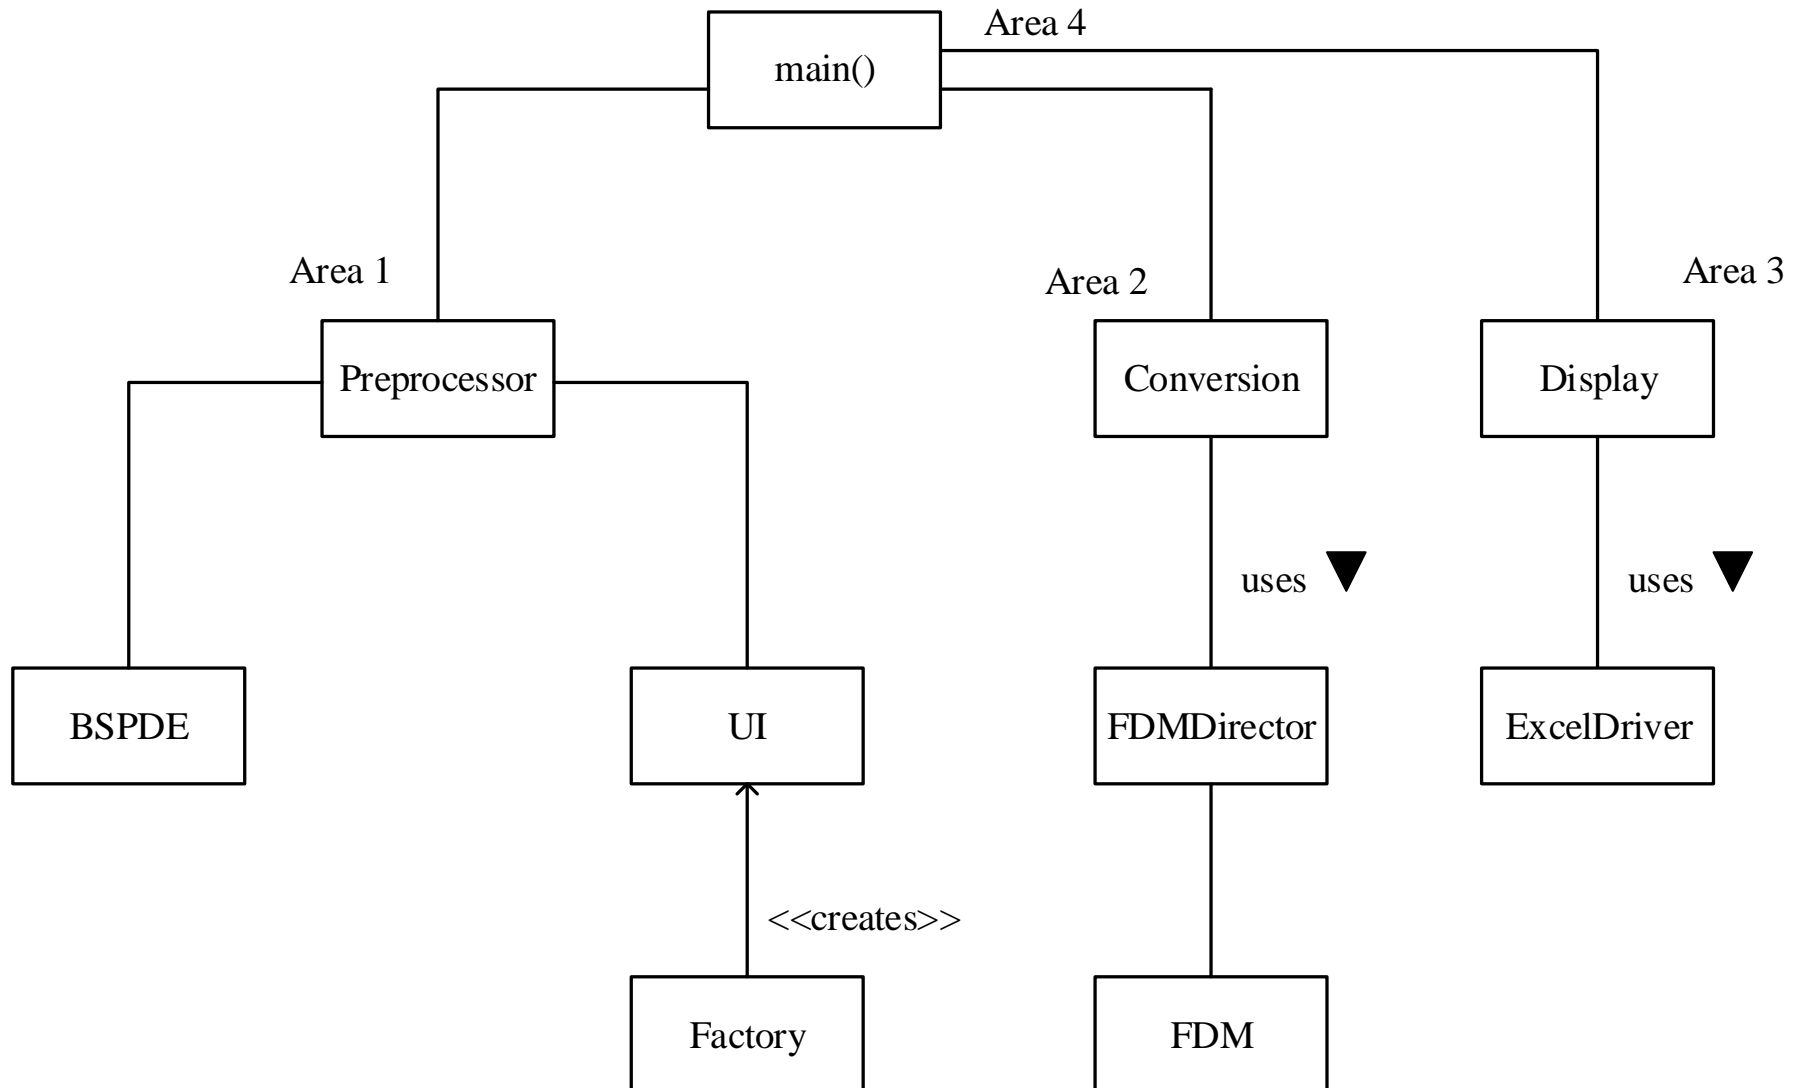 Area 4
main()
Area 1
Area 2
Area 3
Preprocessor
Conversion
Display
uses
uses
BSPDE
UI
FDMDirector
ExcelDriver
<<creates>>
Factory
FDM